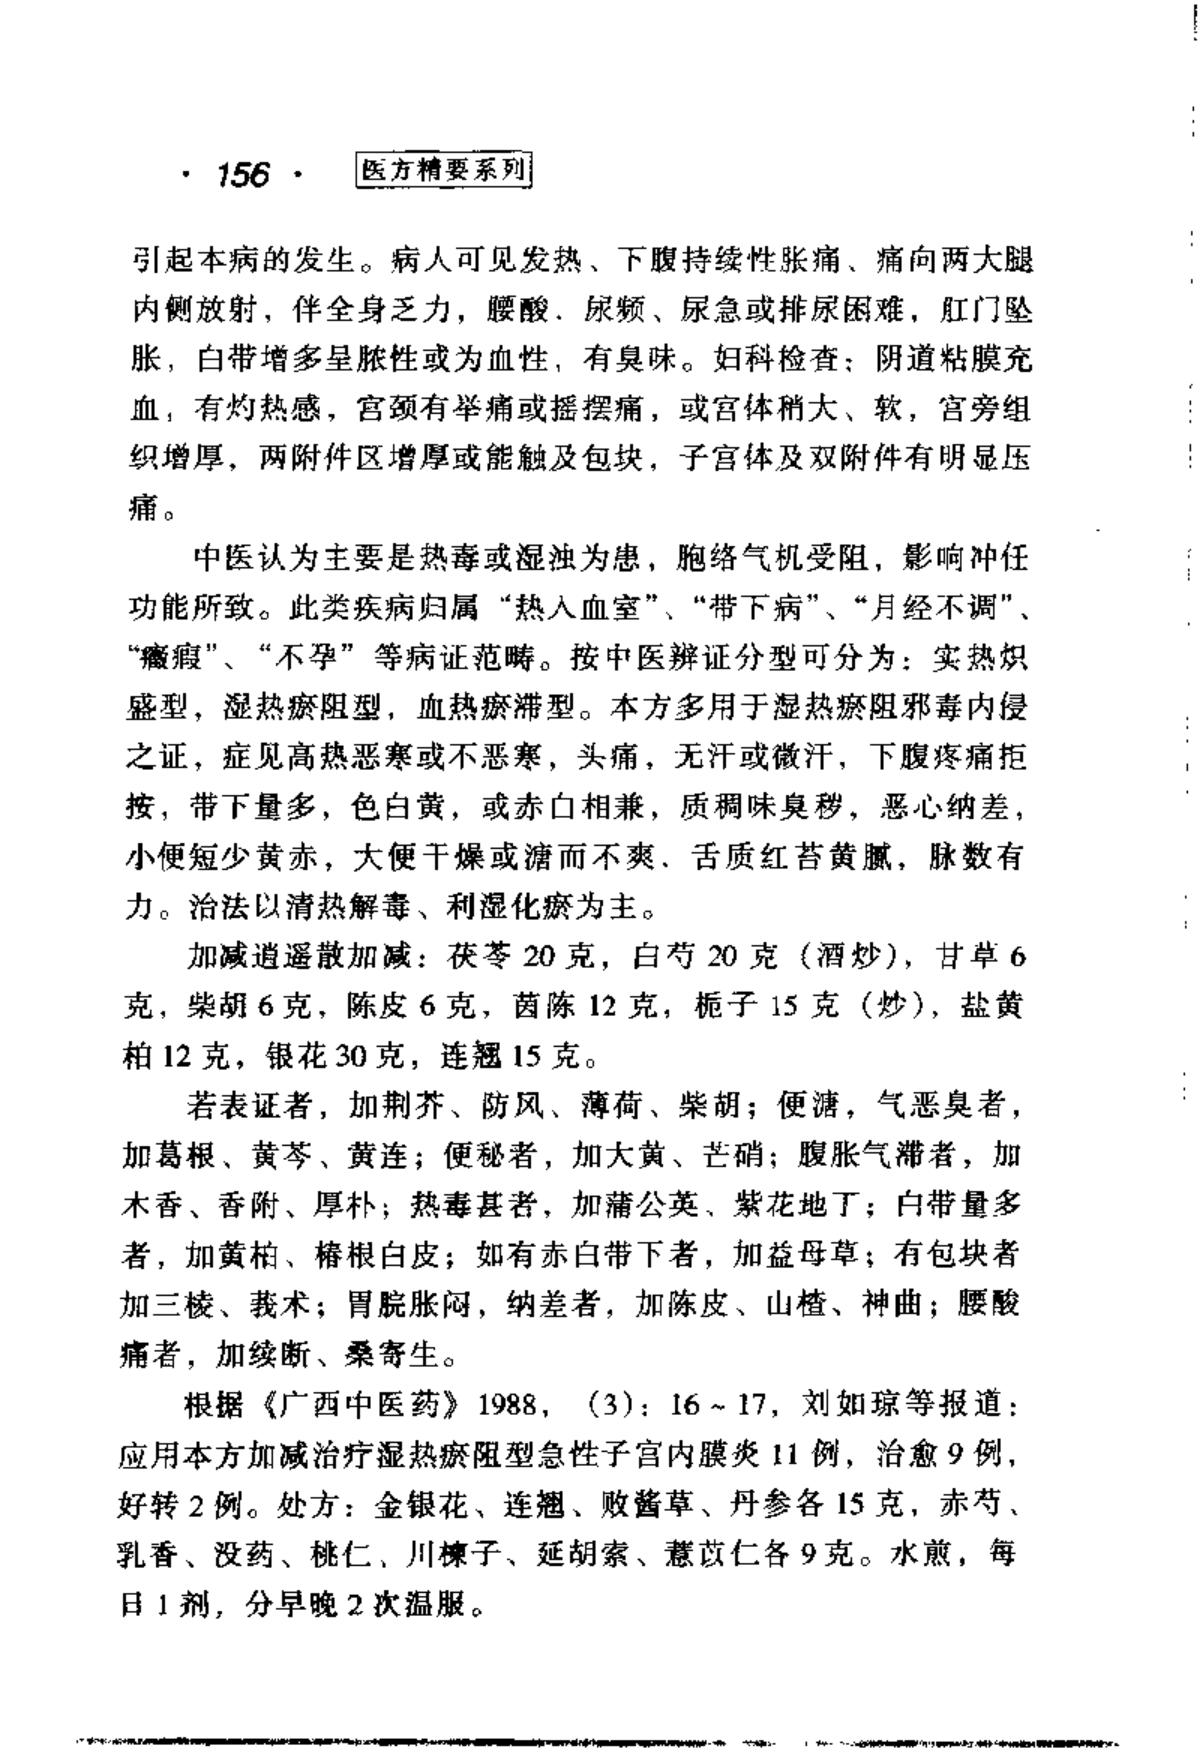 · 156 · 医方精要系列
引起本病的发生。病人可见发热、下腹持续性胀痛、痛向两大腿
内侧放射，伴全身乏力，腰酸．尿频、尿急或排尿困难，肛门坠
胀，白带增多呈脓性或为血性，有臭味。妇科检查：阴道粘膜充
血，有灼热感，宫颈有举痛或摇摆痛，或宫体稍大、软，宫旁组
织增厚，两附件区增厚或能触及包块，子宫体及双附件有明显压
痛。
中医认为主要是热毒或湿浊为患，胞络气机受阻，影响冲任
功能所致。此类疾病归属“热入血室”、“带下病”、“月经不调”、
“癥瘕”、“不孕”等病证范畴。按中医辨证分型可分为：实热炽
盛型，湿热瘀阻型，血热瘀滞型。本方多用于湿热瘀阻邪毒内侵
之证，症见高热恶寒或不恶寒，头痛，无汗或微汗，下腹疼痛拒
按，带下量多，色白黄，或赤白相兼，质稠味臭秽，恶心纳差，
小便短少黄赤，大便干燥或溏而不爽．舌质红苔黄腻，脉数有
力。治法以清热解毒、利湿化瘀为主。
加减逍遥散加减：茯苓 20 克，白芍 20 克（酒炒），甘草 6
克，柴胡 6 克，陈皮 6 克，茵陈 12 克，栀子 15 克（炒），盐黄
柏 12 克，银花 30 克，连翘 15 克。
若表证者，加荆芥、防风、薄荷、柴胡；便溏，气恶臭者，
加葛根、黄芩、黄连；便秘者，加大黄、芒硝；腹胀气滞者，加
木香、香附、厚朴；热毒甚者，加蒲公英、紫花地丁；白带量多
者，加黄柏、椿根白皮；如有赤白带下者，加益母草；有包块者
加三棱、莪术；胃脘胀闷，纳差者，加陈皮、山楂、神曲；腰酸
痛者，加续断、桑寄生。
根据《广西中医药》1988，（3）：16～17，刘如琼等报道：
应用本方加减治疗湿热瘀阻型急性子宫内膜炎 11 例，治愈 9 例，
好转 2 例。处方：金银花、连翘、败酱草、丹参各 15 克，赤芍、
乳香、没药、桃仁、川楝子、延胡索、薏苡仁各 9 克。水煎，每
日 1 剂，分早晚 2 次温服。